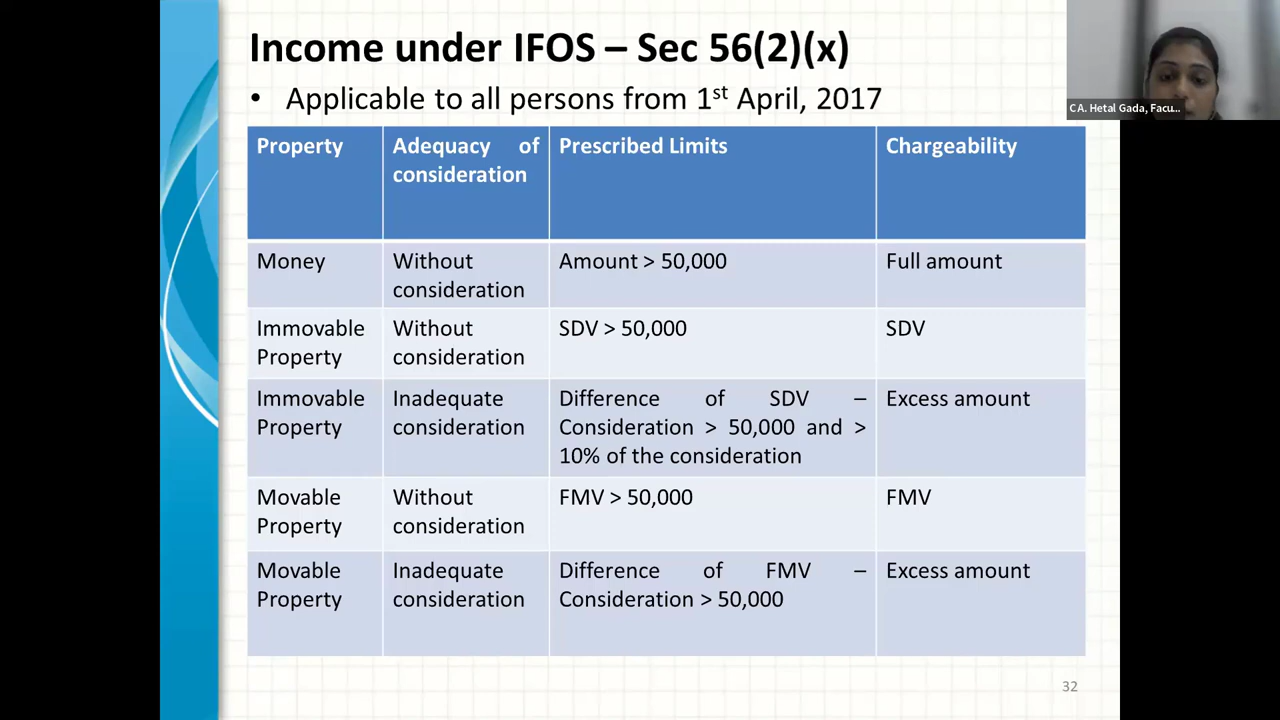 Income under IFOS – Sec 56(2)(x)
• Applicable to all persons from 1st April, 2017
CA. Hetal Gada, Facu...
Property
Adequacy of
consideration
Prescribed Limits
Chargeability
Money
Without
consideration
Amount > 50,000
Full amount
Immovable
Property
Without
consideration
SDV > 50,000
SDV
Immovable
Property
Inadequate
consideration
Difference of SDV –
Consideration > 50,000 and >
10% of the consideration
Excess amount
Movable
Property
Without
consideration
FMV > 50,000
FMV
Movable
Property
Inadequate
consideration
Difference of FMV –
Consideration > 50,000
Excess amount
32